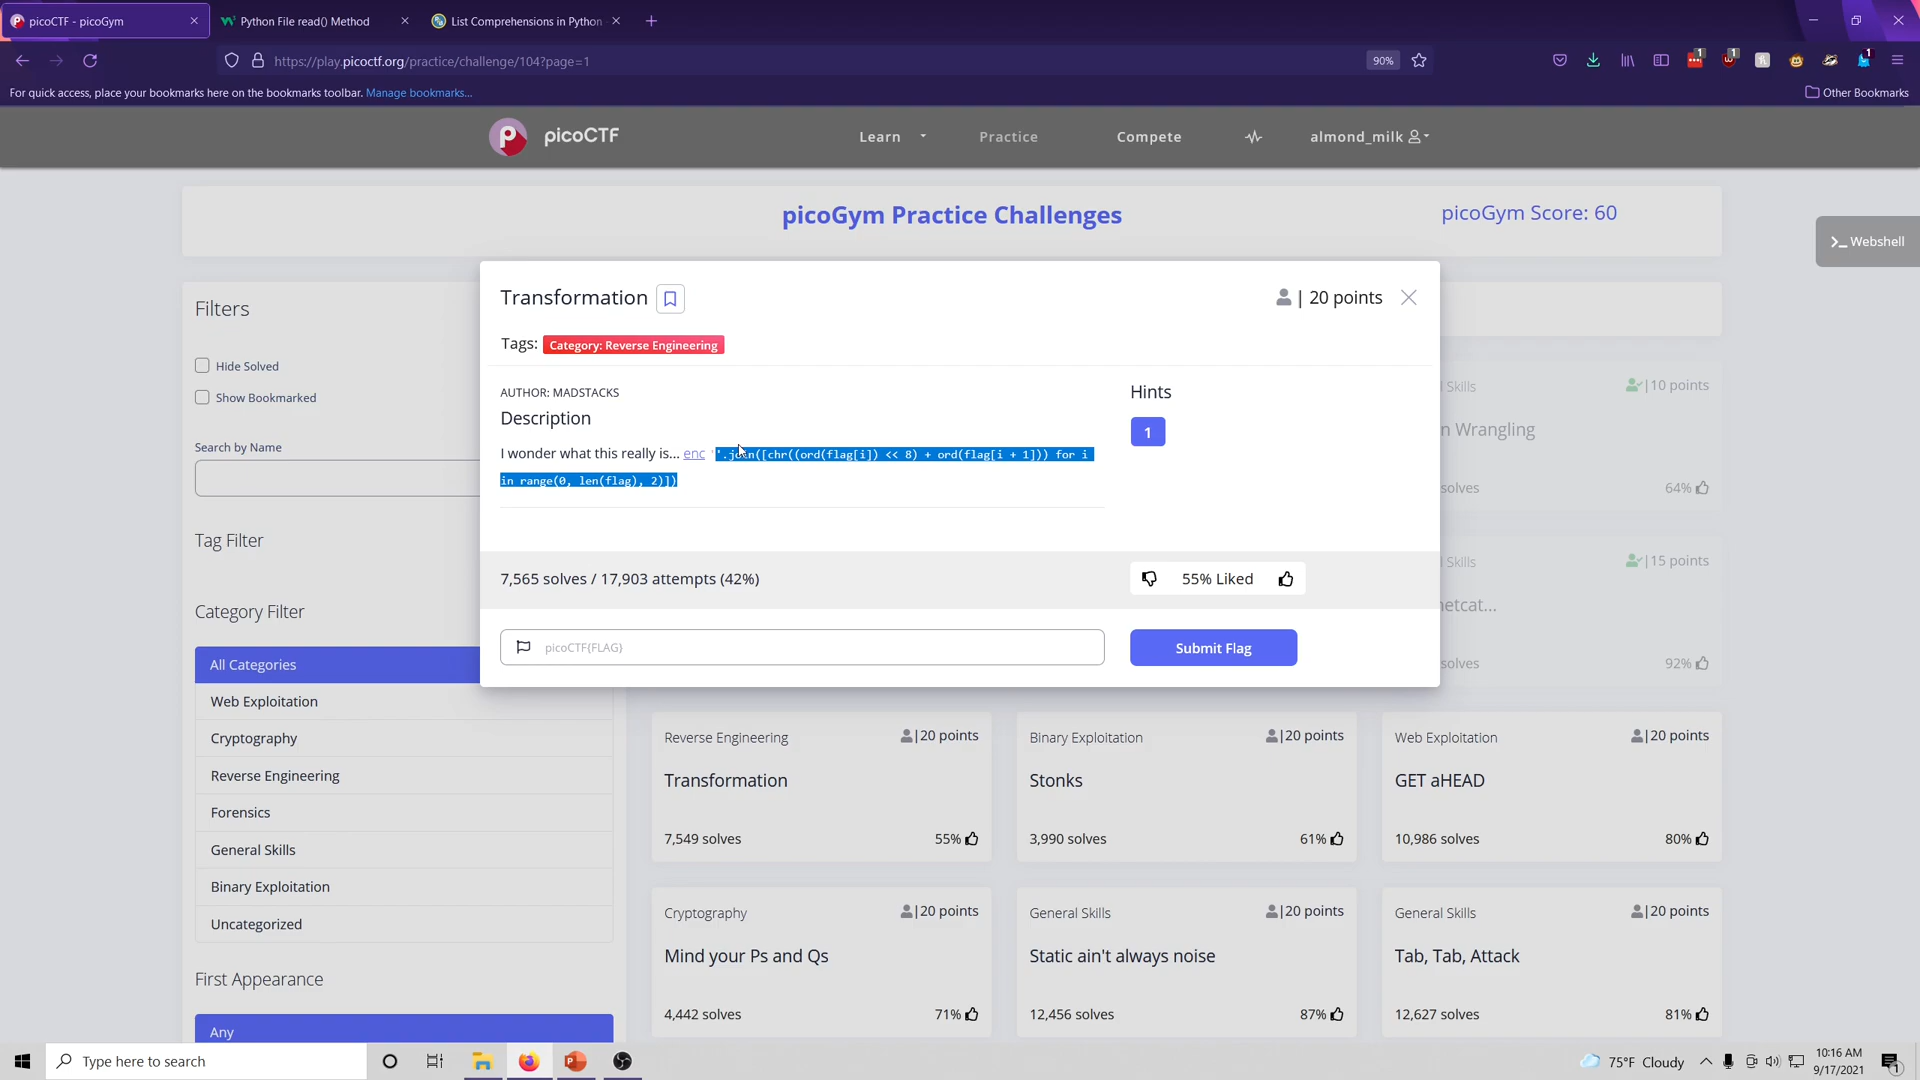 picoCTF - picoGym
Python File read() Method
List Comprehensions in Python
https://play.picoctf.org/practice/challenge/104?page=1
90%
For quick access, place your bookmarks here on the bookmarks toolbar. Manage bookmarks...
Other Bookmarks
picoCTF
Learn
Practice
Compete
almond_milk
picoGym Practice Challenges
picoGym Score: 60
Webshell
Filters
Hide Solved
Show Bookmarked
Search by Name
Tag Filter
Category Filter
All Categories
Web Exploitation
Cryptography
Reverse Engineering
Forensics
General Skills
Binary Exploitation
Uncategorized
First Appearance
Any
Transformation
| 20 points
Tags: Category: Reverse Engineering
AUTHOR: MADSTACKS
Description
I wonder what this really is... enc ''.join([chr((ord(flag[i]) << 8) + ord(flag[i + 1])) for i
in range(0, len(flag), 2)])
Hints
1
7,565 solves / 17,903 attempts (42%)
55% Liked
picoCTF{FLAG}
Submit Flag
Skills
|10 points
n Wrangling
solves
64%
Skills
|15 points
netcat...
solves
92%
Reverse Engineering
|20 points
Transformation
7,549 solves
55%
Binary Exploitation
|20 points
Stonks
3,990 solves
61%
Web Exploitation
|20 points
GET aHEAD
10,986 solves
80%
Cryptography
|20 points
Mind your Ps and Qs
4,442 solves
71%
General Skills
|20 points
Static ain't always noise
12,456 solves
87%
General Skills
|20 points
Tab, Tab, Attack
12,627 solves
81%
Type here to search
75°F Cloudy
10:16 AM
9/17/2021